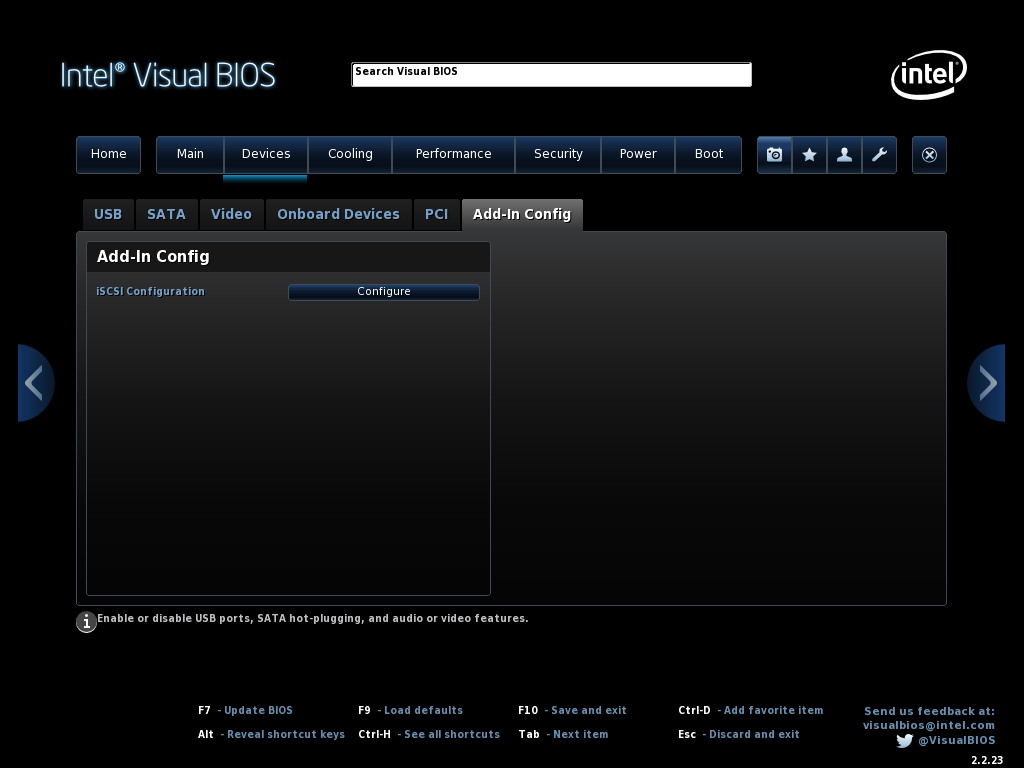 Intel® Visual BIOS
Search Visual BIOS
intel
Home Main Devices Cooling Performance Security Power Boot
USB SATA Video Onboard Devices PCI Add-In Config
Add-In Config
iSCSI Configuration Configure
Enable or disable USB ports, SATA hot-plugging, and audio or video features.
F7 - Update BIOS F9 - Load defaults F10 - Save and exit Ctrl-D - Add favorite item
Alt - Reveal shortcut keys Ctrl-H - See all shortcuts Tab - Next item Esc - Discard and exit
Send us feedback at:
visualbios@intel.com
@VisualBIOS
2.2.23